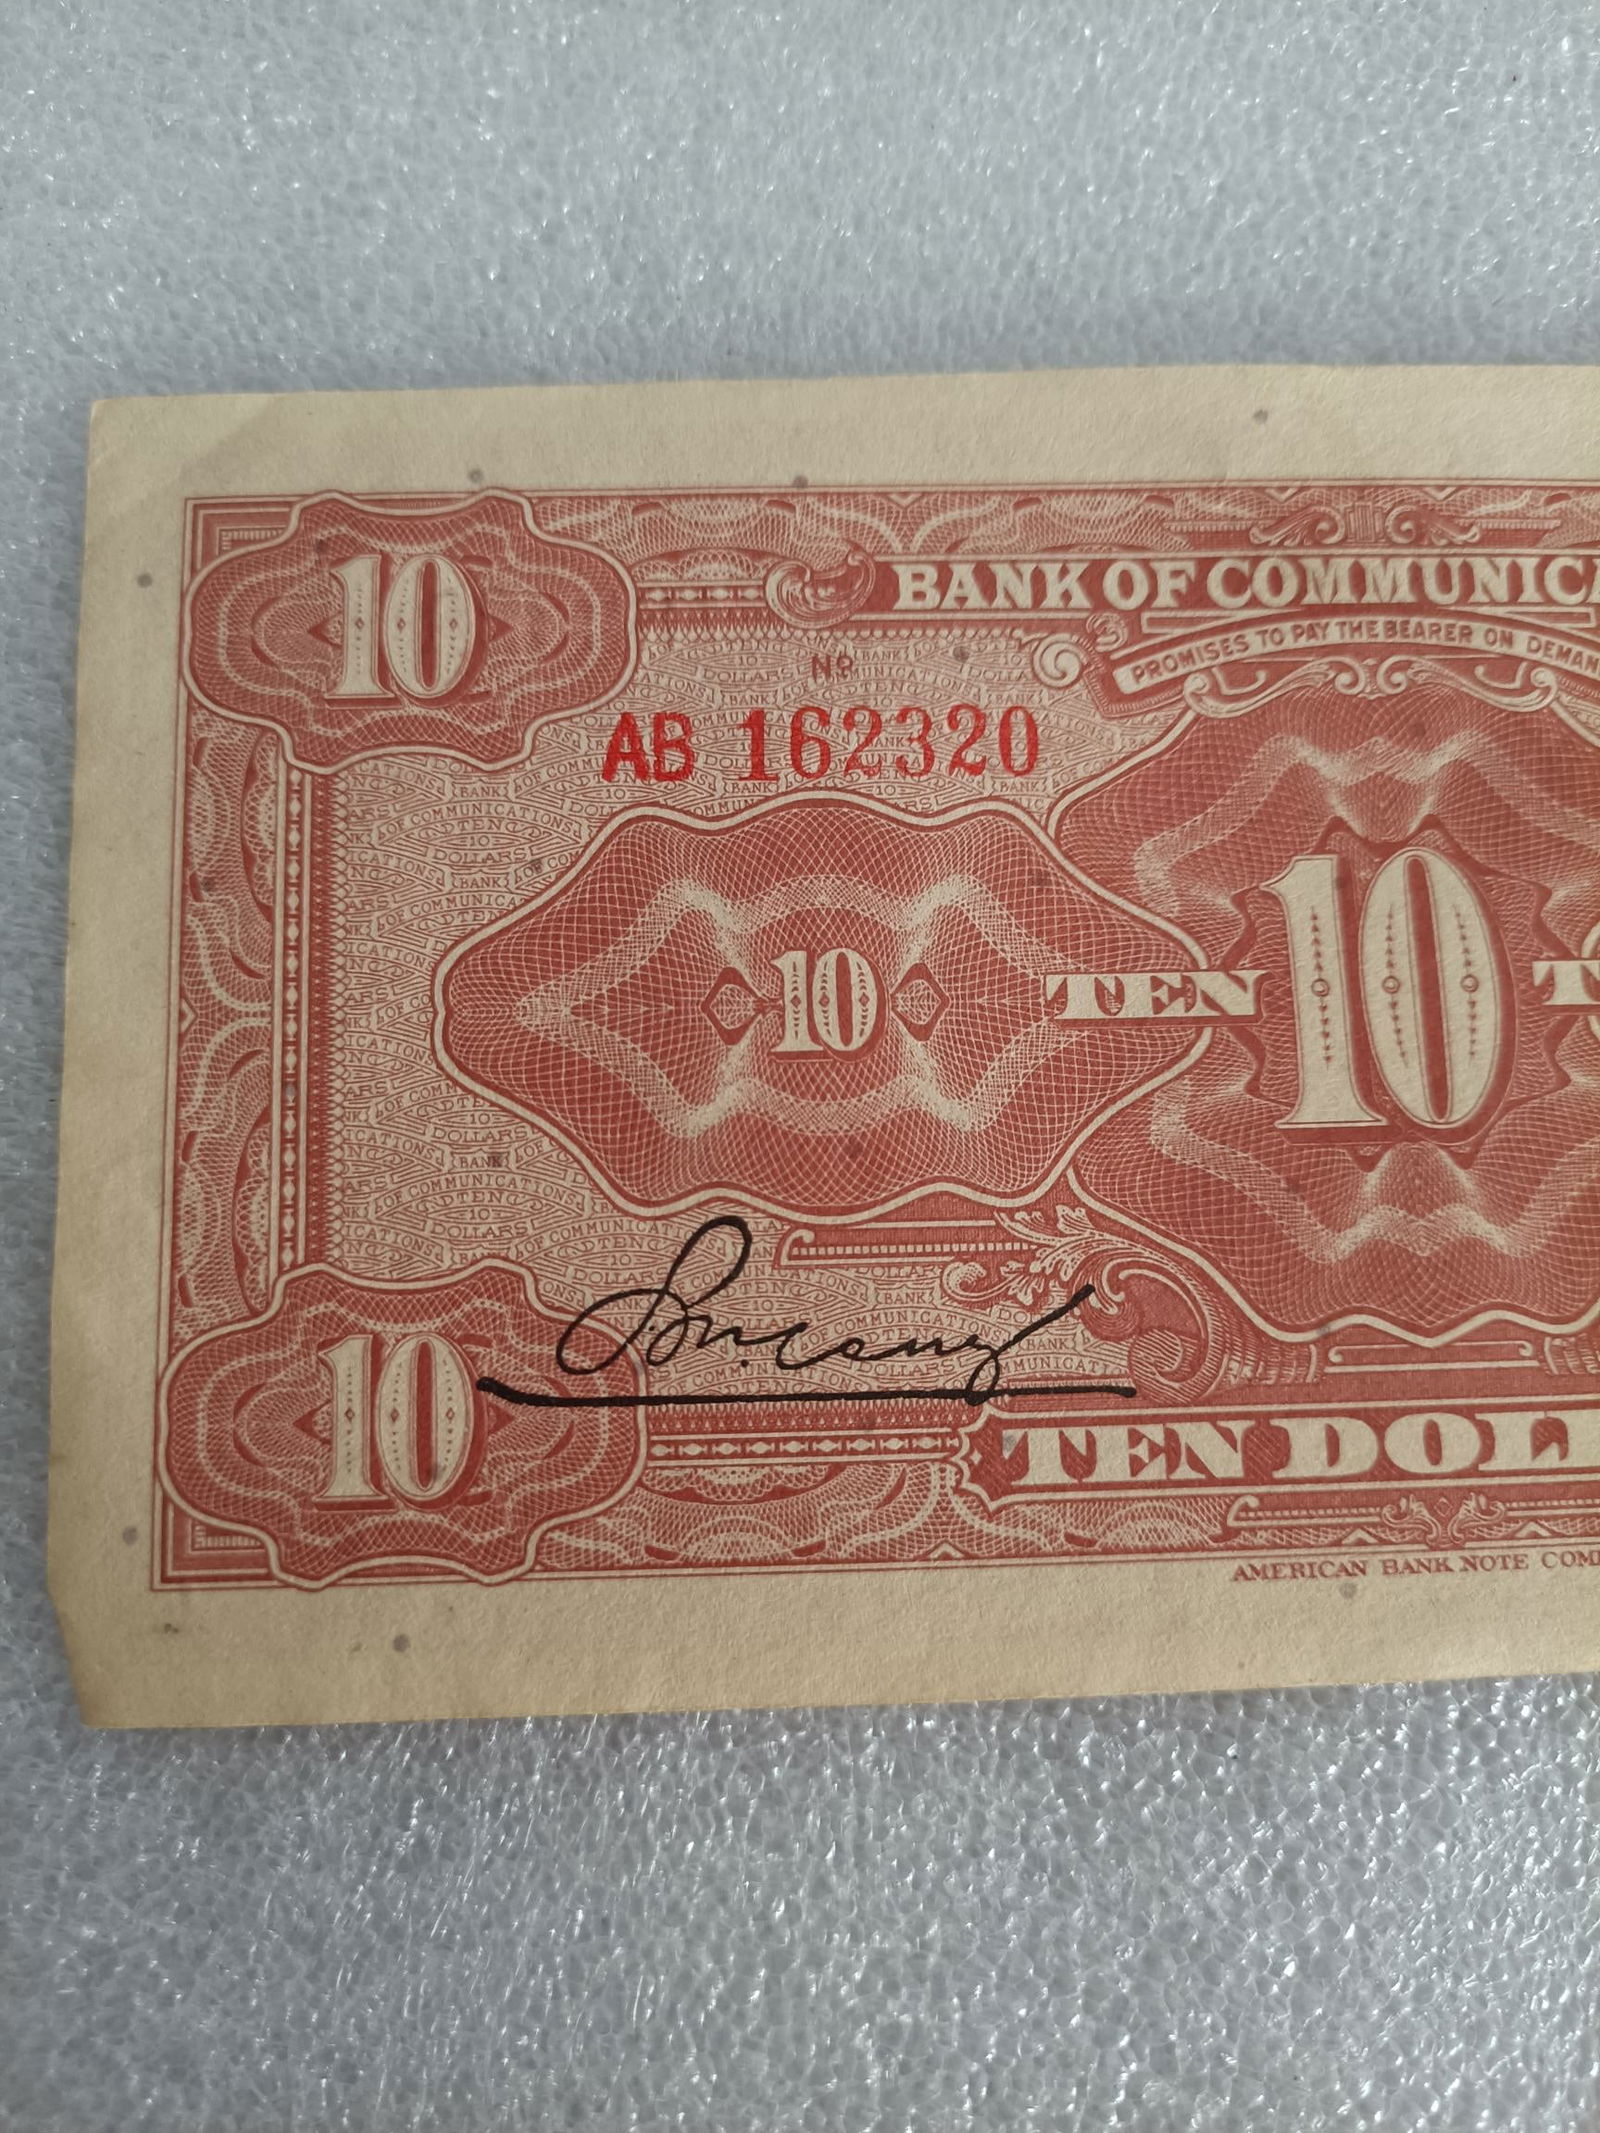 10
BANK OF COMMUNICA
PROMISES TO PAY THE BEARER ON DEMAN
Nº
AB 162320
10
TEN 10 T
10
TEN DOL
AMERICAN BANK NOTE COM